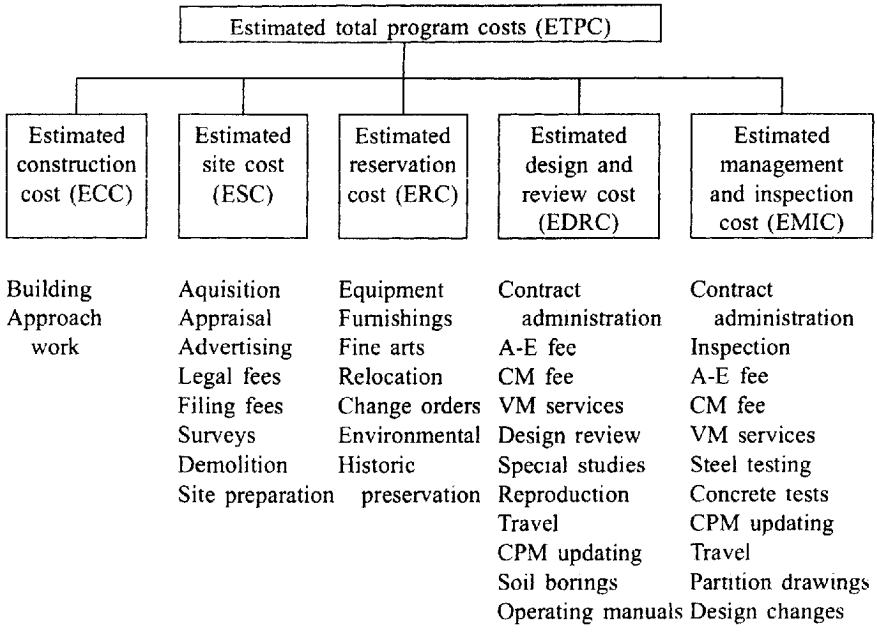 Estimated total program costs (ETPC)
Estimated
construction
cost (ECC)
Estimated
site cost
(ESC)
Estimated
reservation
cost (ERC)
Estimated
design and
review cost
(EDRC)
Estimated
management
and inspection
cost (EMIC)
Building
Approach
work
Aquisition
Appraisal
Advertising
Legal fees
Filing fees
Surveys
Demolition
Site preparation
Equipment
Furnishings
Fine arts
Relocation
Change orders
Environmental
Historic
preservation
Contract
administration
A-E fee
CM fee
VM services
Design review
Special studies
Reproduction
Travel
CPM updating
Soil borings
Operating manuals
Contract
administration
Inspection
A-E fee
CM fee
VM services
Steel testing
Concrete tests
CPM updating
Travel
Partition drawings
Design changes